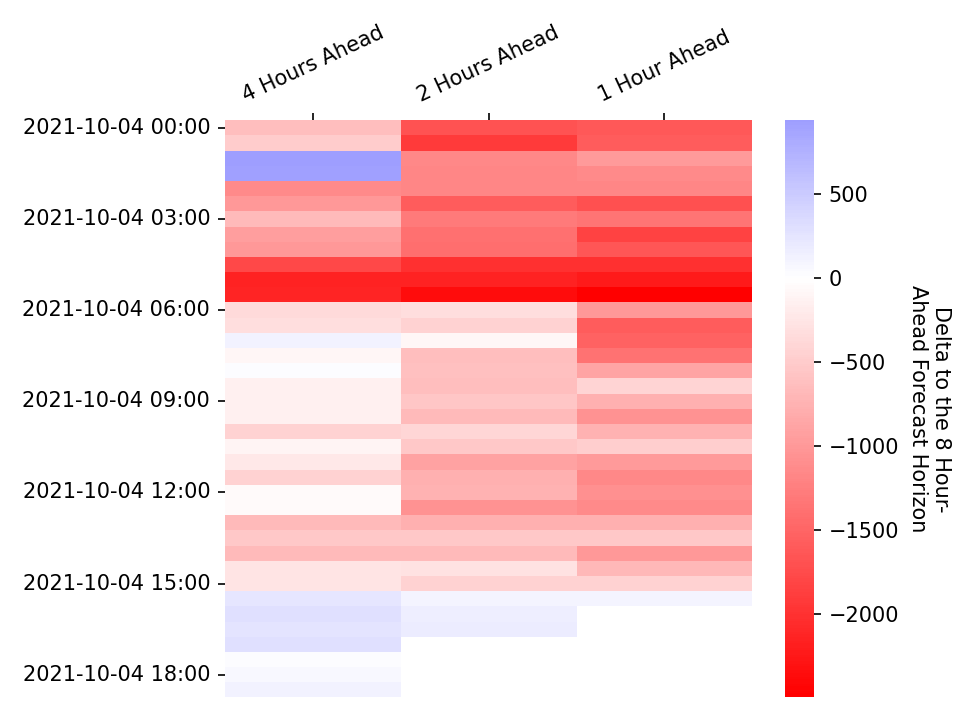 4 Hours Ahead
2 Hours Ahead
1 Hour Ahead
2021-10-04 00:00
2021-10-04 03:00
2021-10-04 06:00
2021-10-04 09:00
2021-10-04 12:00
2021-10-04 15:00
2021-10-04 18:00
500
0
−500
−1000
−1500
−2000
Delta to the 8 Hour-
Ahead Forecast Horizon